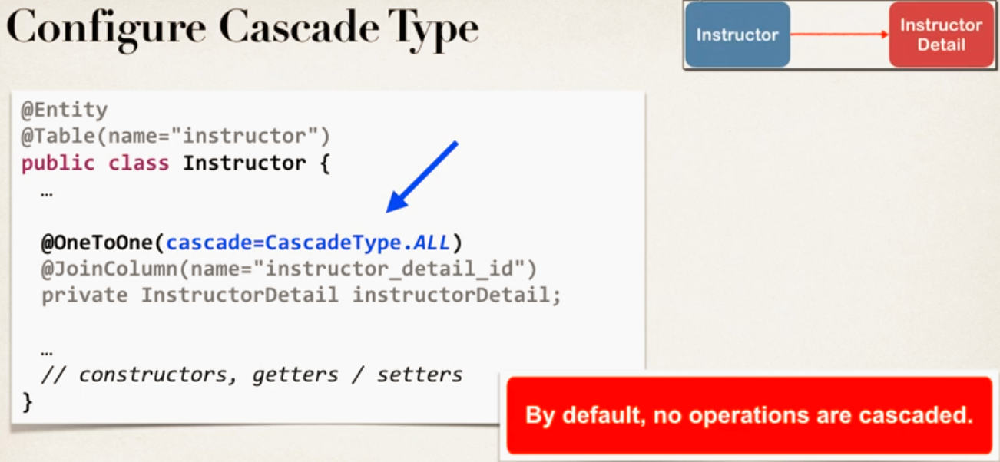 Configure Cascade Type
Instructor
Instructor
Detail
@Entity
@Table(name="instructor")
public class Instructor {
…
@OneToOne(cascade=CascadeType.ALL)
@JoinColumn(name="instructor_detail_id")
private InstructorDetail instructorDetail;
…
// constructors, getters / setters
}
By default, no operations are cascaded.